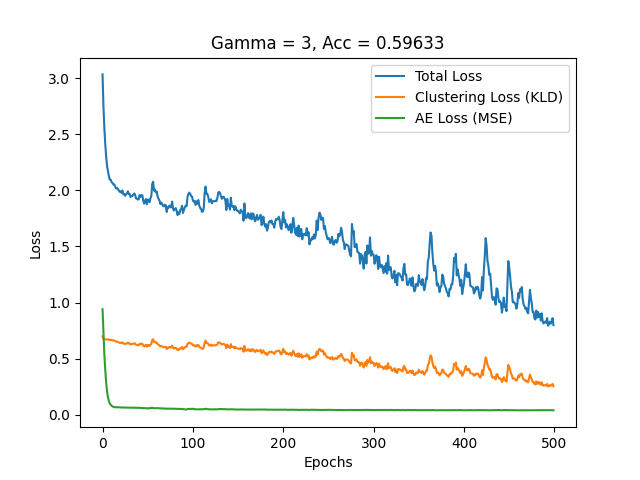 Gamma = 3, Acc = 0.59633
Total Loss
Clustering Loss (KLD)
AE Loss (MSE)
3.0
2.5
2.0
1.5
1.0
0.5
0.0
Loss
0 100 200 300 400 500
Epochs